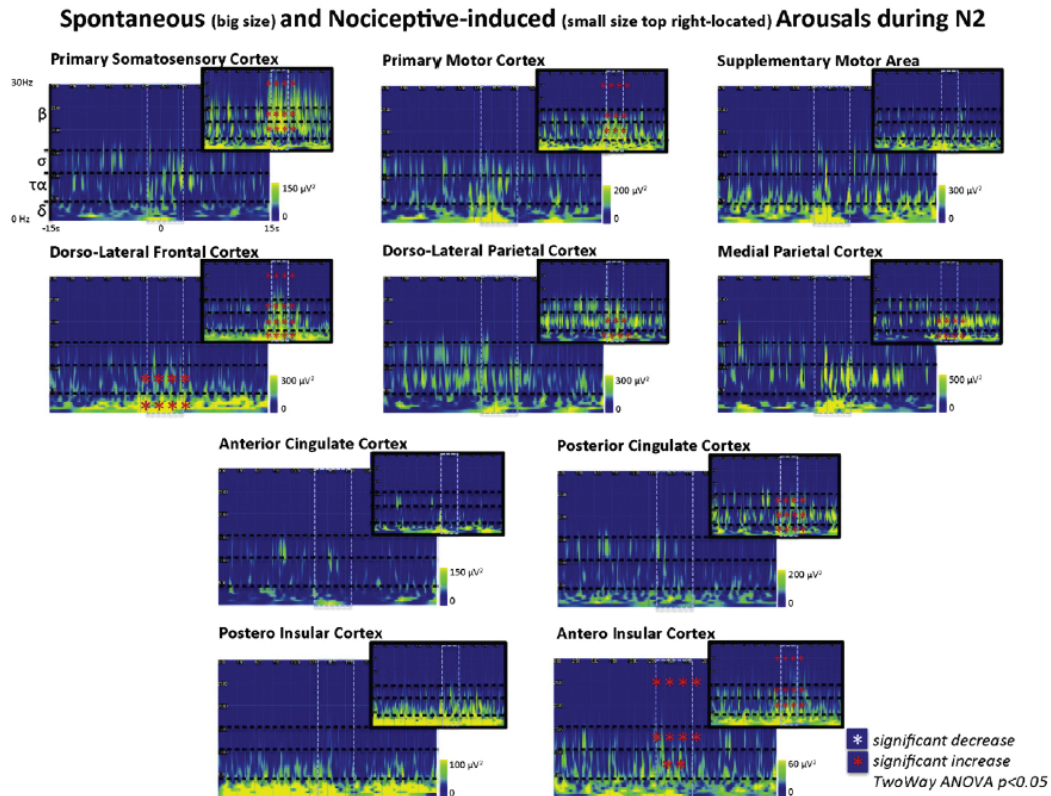 Spontaneous (big size) and Nociceptive-induced (small size top right-located) Arousals during N2
Primary Somatosensory Cortex
Primary Motor Cortex
Supplementary Motor Area
30Hz
β
σ
τα
δ
0 Hz
-15s
0
15s
150 µV²
0
200 µV²
0
300 µV²
0
Dorso-Lateral Frontal Cortex
Dorso-Lateral Parietal Cortex
Medial Parietal Cortex
300 µV²
0
300 µV²
0
500 µV²
0
Anterior Cingulate Cortex
Posterior Cingulate Cortex
150 µV²
0
200 µV²
0
Postero Insular Cortex
Antero Insular Cortex
100 µV²
0
60 µV²
0
* significant decrease
* significant increase
TwoWay ANOVA p<0.05